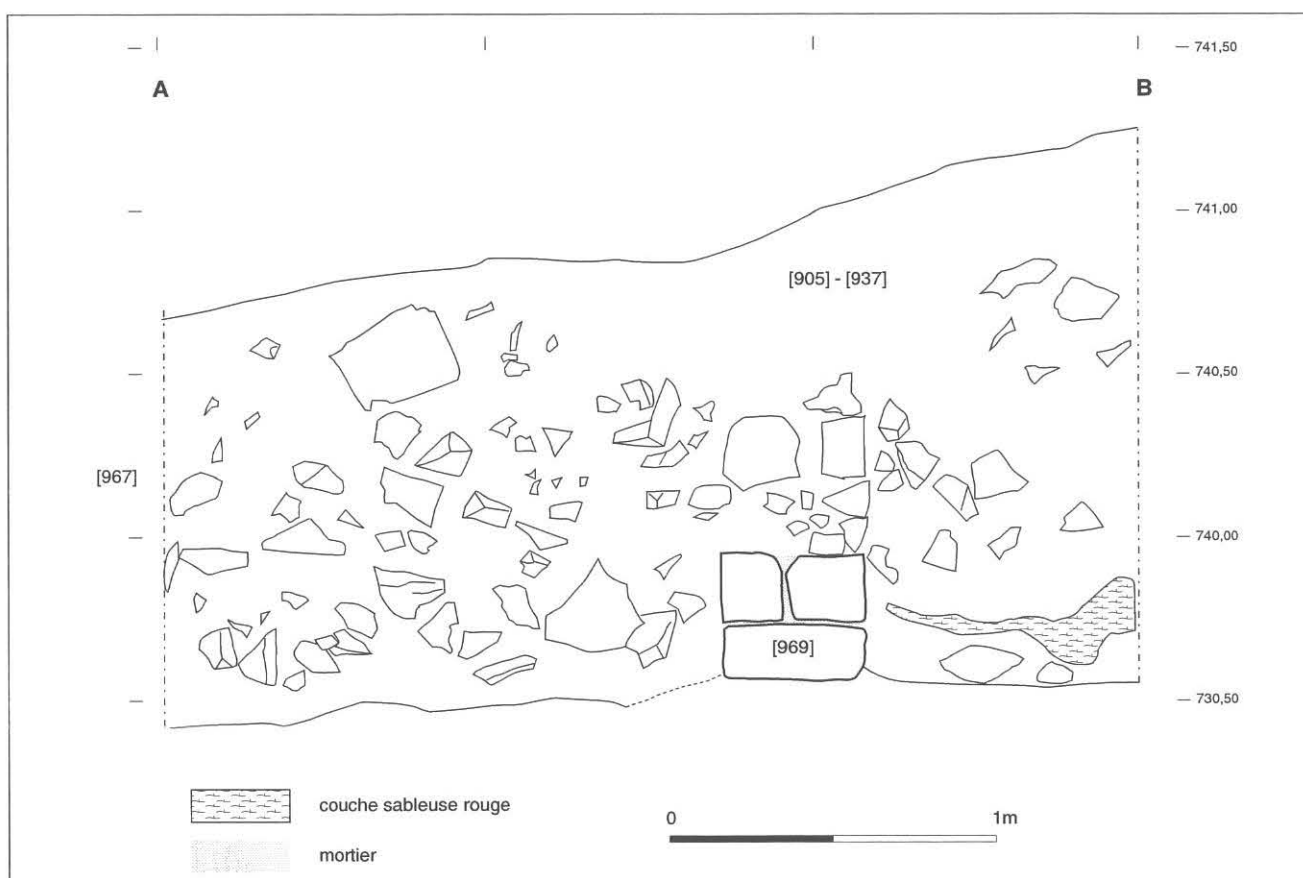 — 741,50
A
B
— 741,00
[905] - [937]
— 740,50
[967]
— 740,00
[969]
— 730,50
couche sableuse rouge
0
1m
mortier